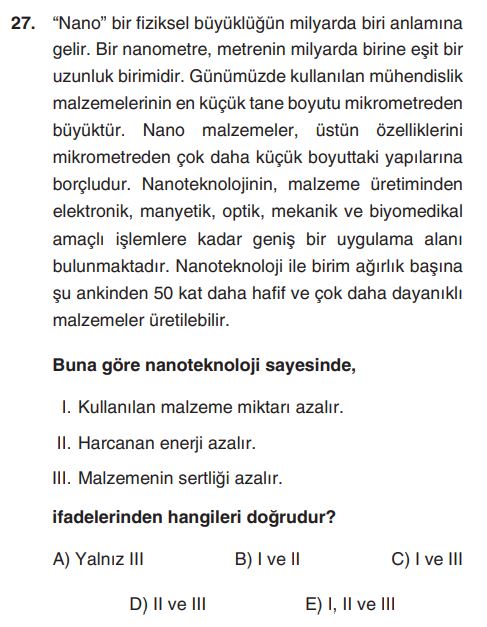 27. “Nano” bir fiziksel büyüklüğün milyarda biri anlamına
gelir. Bir nanometre, metrenin milyarda birine eşit bir
uzunluk birimidir. Günümüzde kullanılan mühendislik
malzemelerinin en küçük tane boyutu mikrometreden
büyüktür. Nano malzemeler, üstün özelliklerini
mikrometreden çok daha küçük boyuttaki yapılarına
borçludur. Nanoteknolojinin, malzeme üretiminden
elektronik, manyetik, optik, mekanik ve biyomedikal
amaçlı işlemlere kadar geniş bir uygulama alanı
bulunmaktadır. Nanoteknoloji ile birim ağırlık başına
şu ankinden 50 kat daha hafif ve çok daha dayanıklı
malzemeler üretilebilir.
Buna göre nanoteknoloji sayesinde,
I. Kullanılan malzeme miktarı azalır.
II. Harcanan enerji azalır.
III. Malzemenin sertliği azalır.
ifadelerinden hangileri doğrudur?
A) Yalnız III B) I ve II C) I ve III
D) II ve III E) I, II ve III